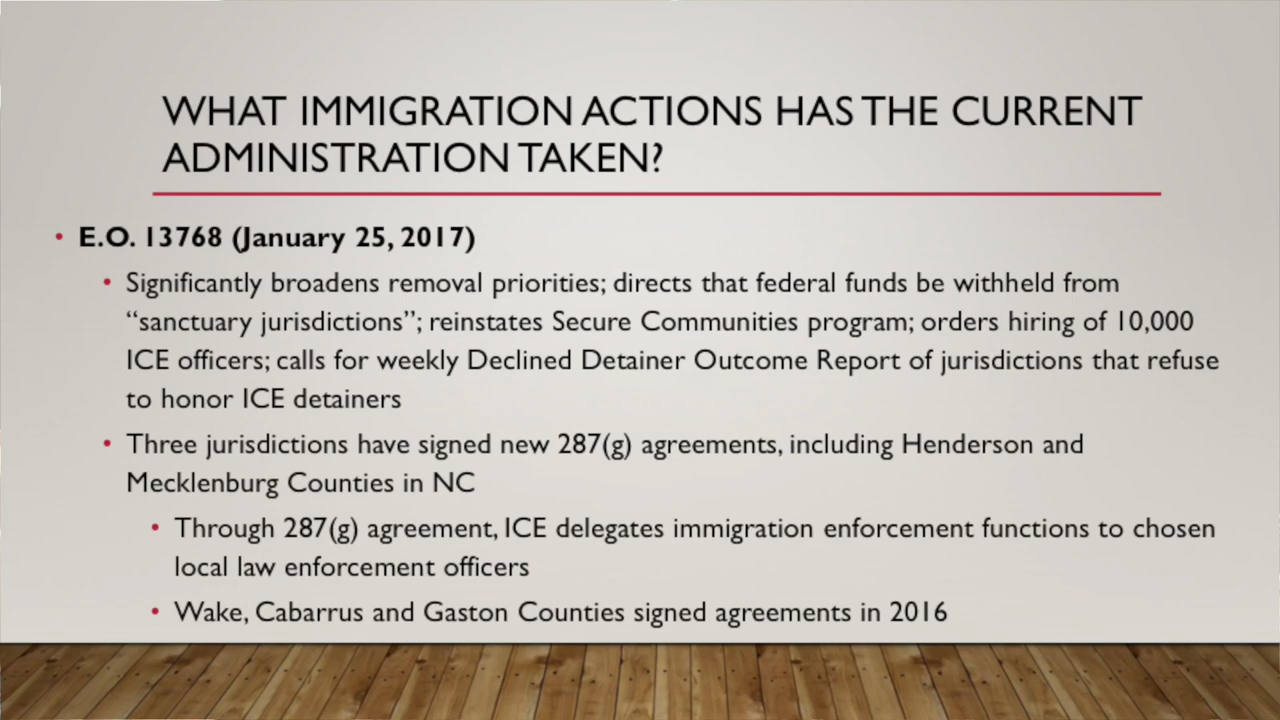 WHAT IMMIGRATION ACTIONS HAS THE CURRENT
ADMINISTRATION TAKEN?
• E.O. 13768 (January 25, 2017)
• Significantly broadens removal priorities; directs that federal funds be withheld from
“sanctuary jurisdictions”; reinstates Secure Communities program; orders hiring of 10,000
ICE officers; calls for weekly Declined Detainer Outcome Report of jurisdictions that refuse
to honor ICE detainers
• Three jurisdictions have signed new 287(g) agreements, including Henderson and
Mecklenburg Counties in NC
• Through 287(g) agreement, ICE delegates immigration enforcement functions to chosen
local law enforcement officers
• Wake, Cabarrus and Gaston Counties signed agreements in 2016